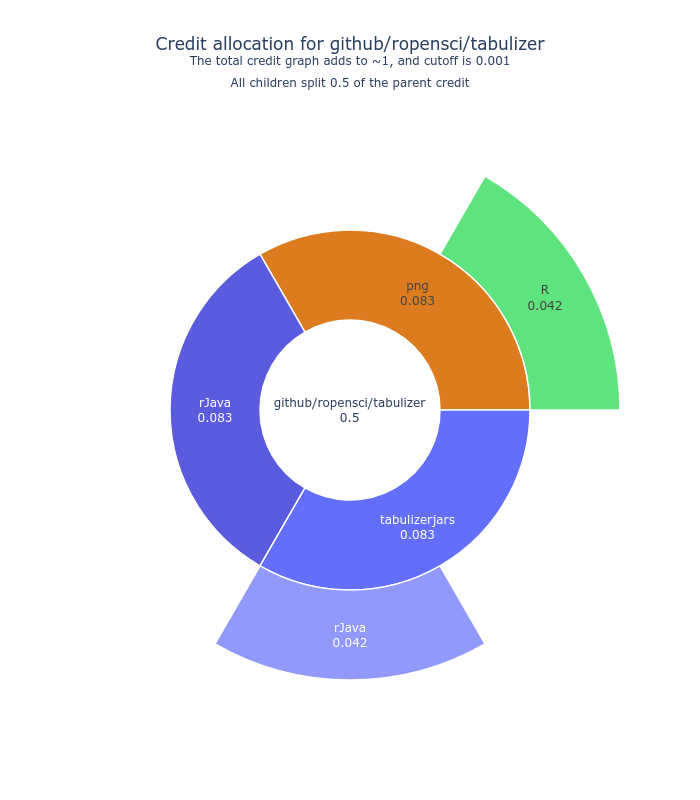 Credit allocation for github/ropensci/tabulizer
The total credit graph adds to ~1, and cutoff is 0.001
All children split 0.5 of the parent credit
png
0.083
R
0.042
rJava
0.083
github/ropensci/tabulizer
0.5
tabulizerjars
0.083
rJava
0.042